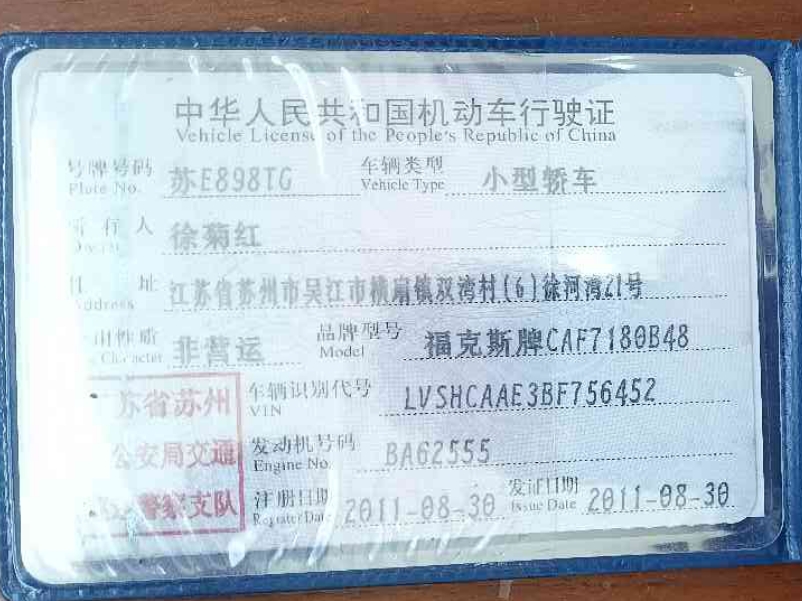 中华人民共和国机动车行驶证
Vehicle License of the People's Republic of China
号牌号码 苏E898TG 车辆类型 小型轿车
Plate No. Vehicle Type
所有人 徐菊红
Owner
住址 江苏省苏州市吴江市横扇镇双湾村(6)徐河湾21号
Address
使用性质 非营运 品牌型号 福克斯牌CAF7180B48
Character Model
江苏省苏州 车辆识别代号 LVSHCAAE3BF756452
VIN
公安局交通 发动机号码 BA62555
Engine No.
警察支队 注册日期 2011-08-30 发证日期 2011-08-30
Register Date Issue Date